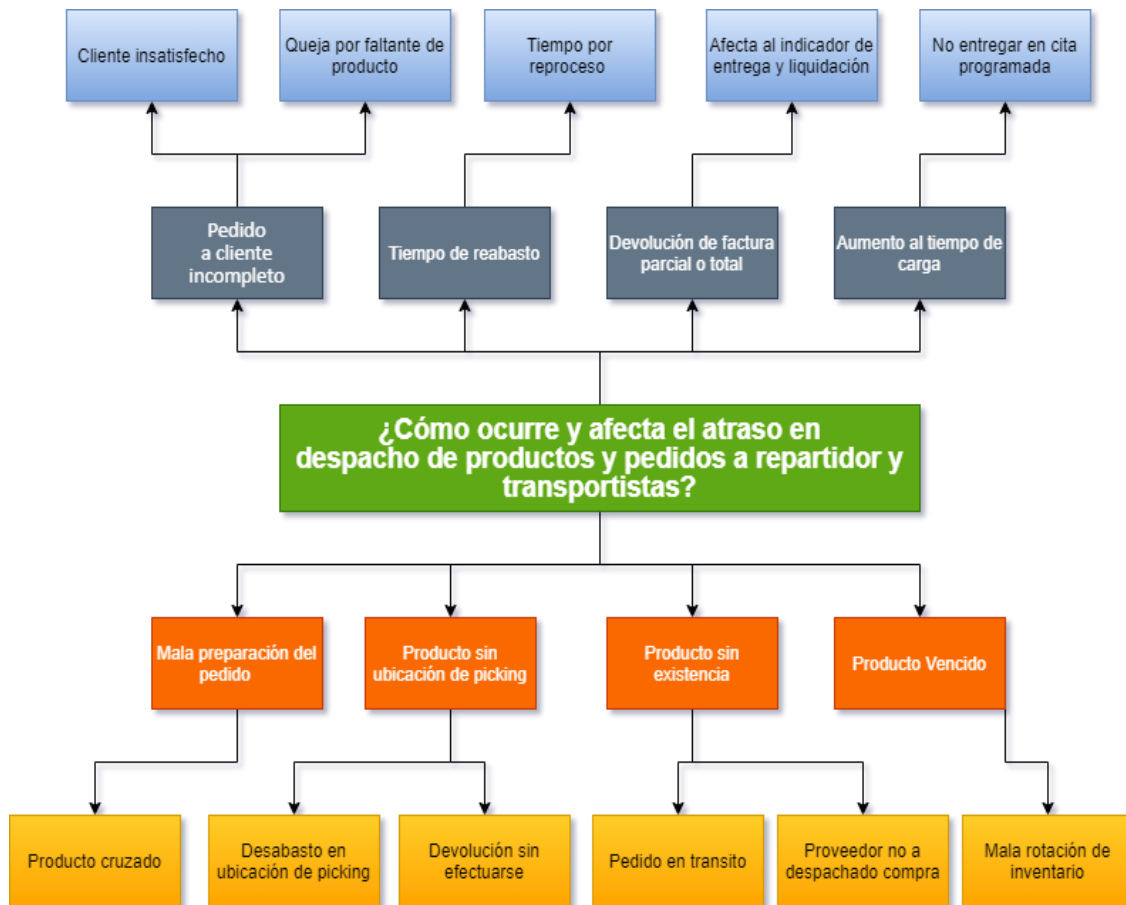 Cliente insatisfecho
Queja por faltante de
producto
Tiempo por
reproceso
Afecta al indicador de
entrega y liquidación
No entregar en cita
programada
Pedido
a cliente
incompleto
Tiempo de reabasto
Devolución de factura
parcial o total
Aumento al tiempo de
carga
¿Cómo ocurre y afecta el atraso en
despacho de productos y pedidos a repartidor y
transportistas?
Mala preparación del
pedido
Producto sin
ubicación de picking
Producto sin
existencia
Producto Vencido
Producto cruzado
Desabasto en
ubicación de picking
Devolución sin
efectuarse
Pedido en transito
Proveedor no a
despachado compra
Mala rotación de
inventario